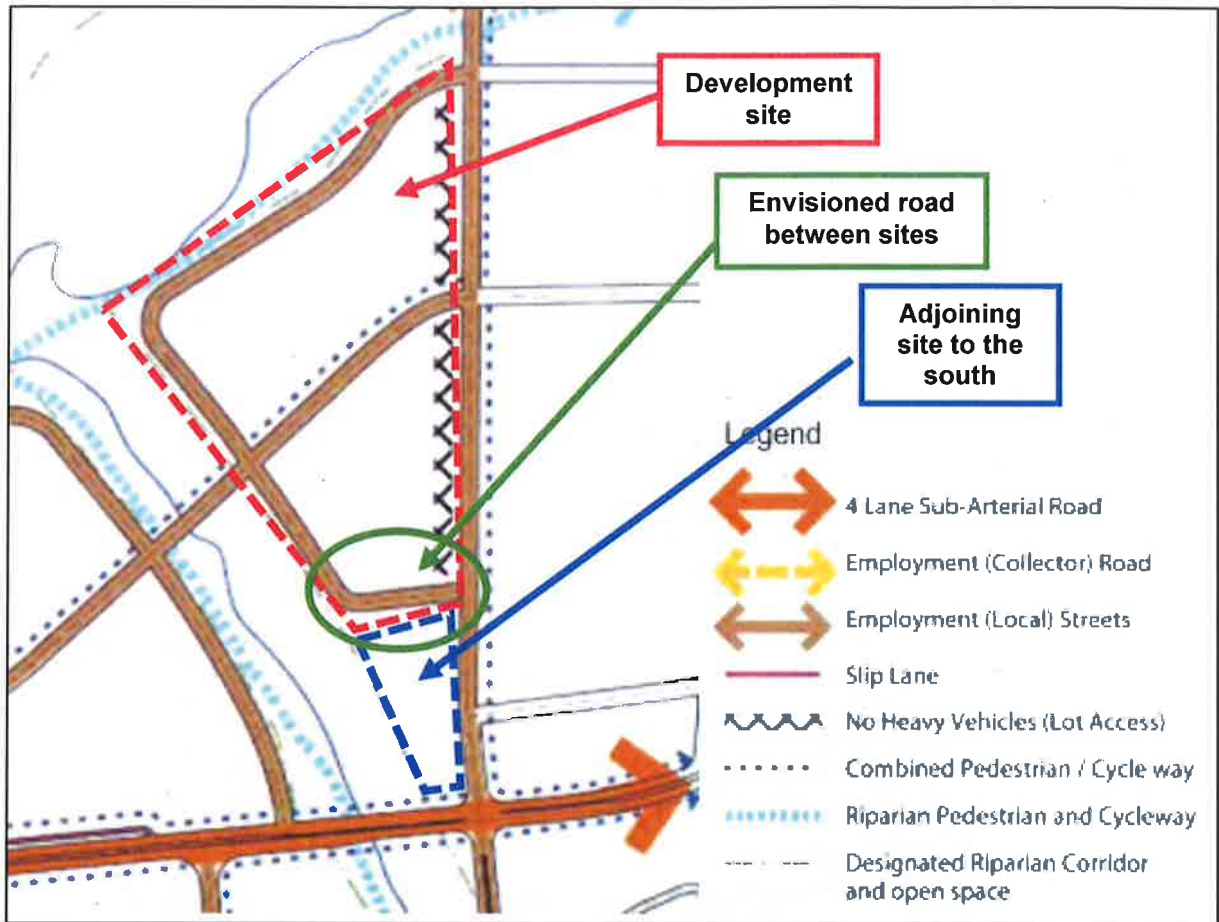 Development
site
Envisioned road
between sites
Adjoining
site to the
south
Legend
4 Lane Sub-Arterial Road
Employment (Collector) Road
Employment (Local) Streets
Slip Lane
No Heavy Vehicles (Lot Access)
Combined Pedestrian / Cycle way
Riparian Pedestrian and Cycleway
Designated Riparian Corridor
and open space